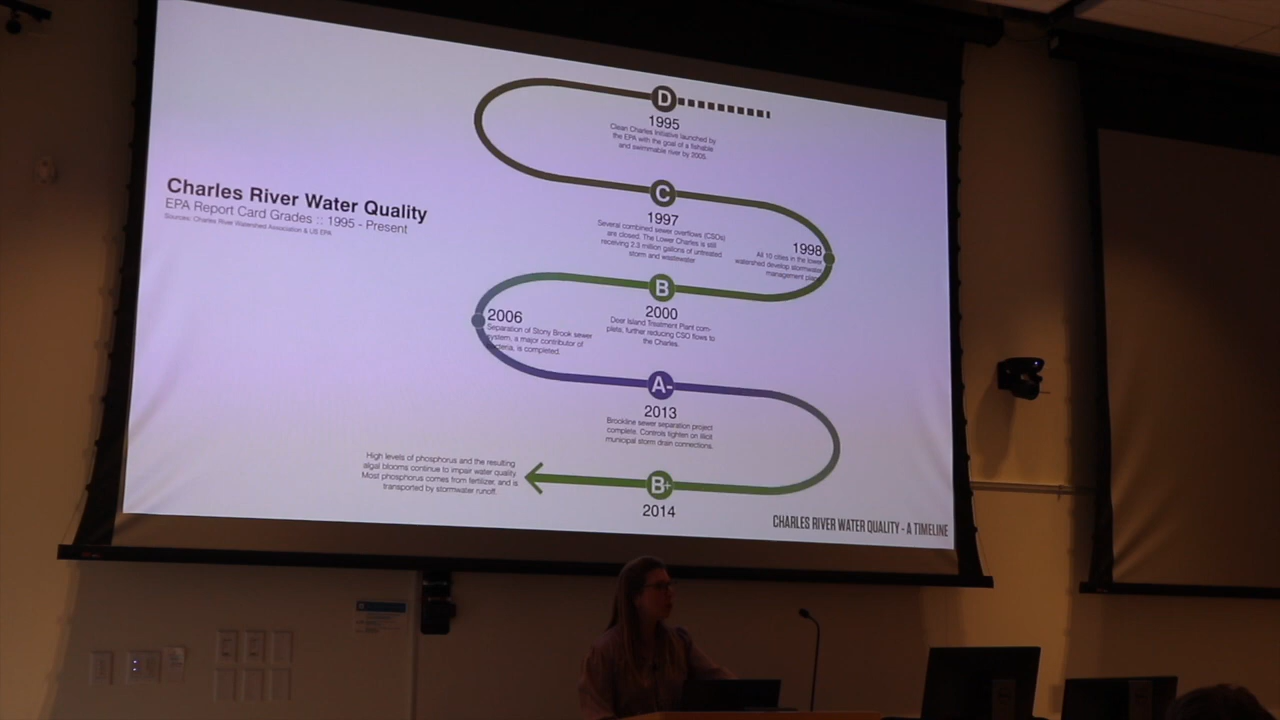 Charles River Water Quality
EPA Report Card Grades :: 1995 - Present
Sources: Charles River Watershed Association & US EPA
D
1995
Clean Charles Initiative launched by
the EPA with the goal of a fishable
and swimmable river by 2005.
C
1997
Several combined sewer overflows (CSOs)
are closed. The Lower Charles is still
receiving 2.3 million gallons of untreated
storm and wastewater
1998
All 10 cities in the lower
watershed develop stormwater
management plans
B
2000
Deer Island Treatment Plant com-
plete, further reducing CSO flows to
the Charles.
2006
Separation of Stony Brook sewer
system, a major contributor of
bacteria, is completed.
A-
2013
Brookline sewer separation project
complete. Controls tighten on illicit
municipal storm drain connections.
B+
2014
High levels of phosphorus and the resulting
algal blooms continue to impair water quality
Most phosphorus comes from fertilizer, and is
transported by stormwater runoff.
CHARLES RIVER WATER QUALITY - A TIMELINE